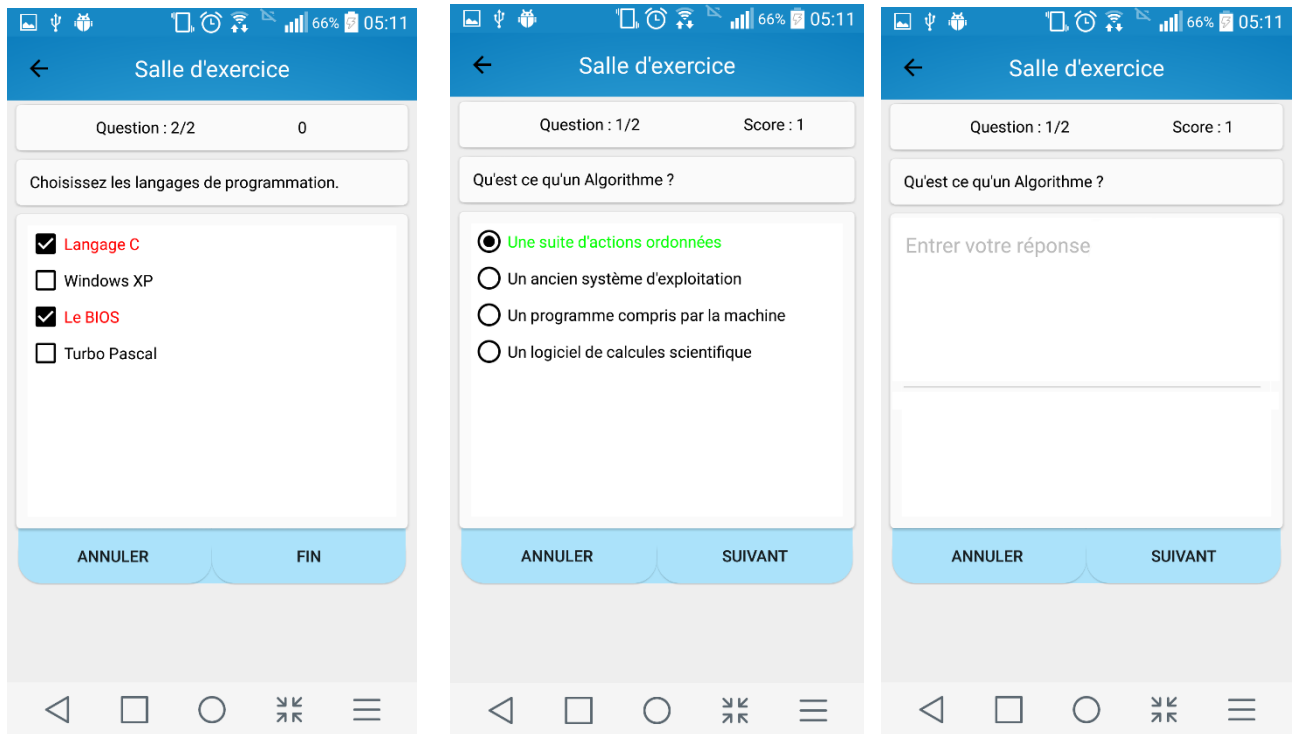 66% 05:11
Salle d'exercice
Question : 2/2 0
Choisissez les langages de programmation.
Langage C
Windows XP
Le BIOS
Turbo Pascal
ANNULER FIN
66% 05:11
Salle d'exercice
Question : 1/2 Score : 1
Qu'est ce qu'un Algorithme ?
Une suite d'actions ordonnées
Un ancien système d'exploitation
Un programme compris par la machine
Un logiciel de calcules scientifique
ANNULER SUIVANT
66% 05:11
Salle d'exercice
Question : 1/2 Score : 1
Qu'est ce qu'un Algorithme ?
Entrer votre réponse
ANNULER SUIVANT